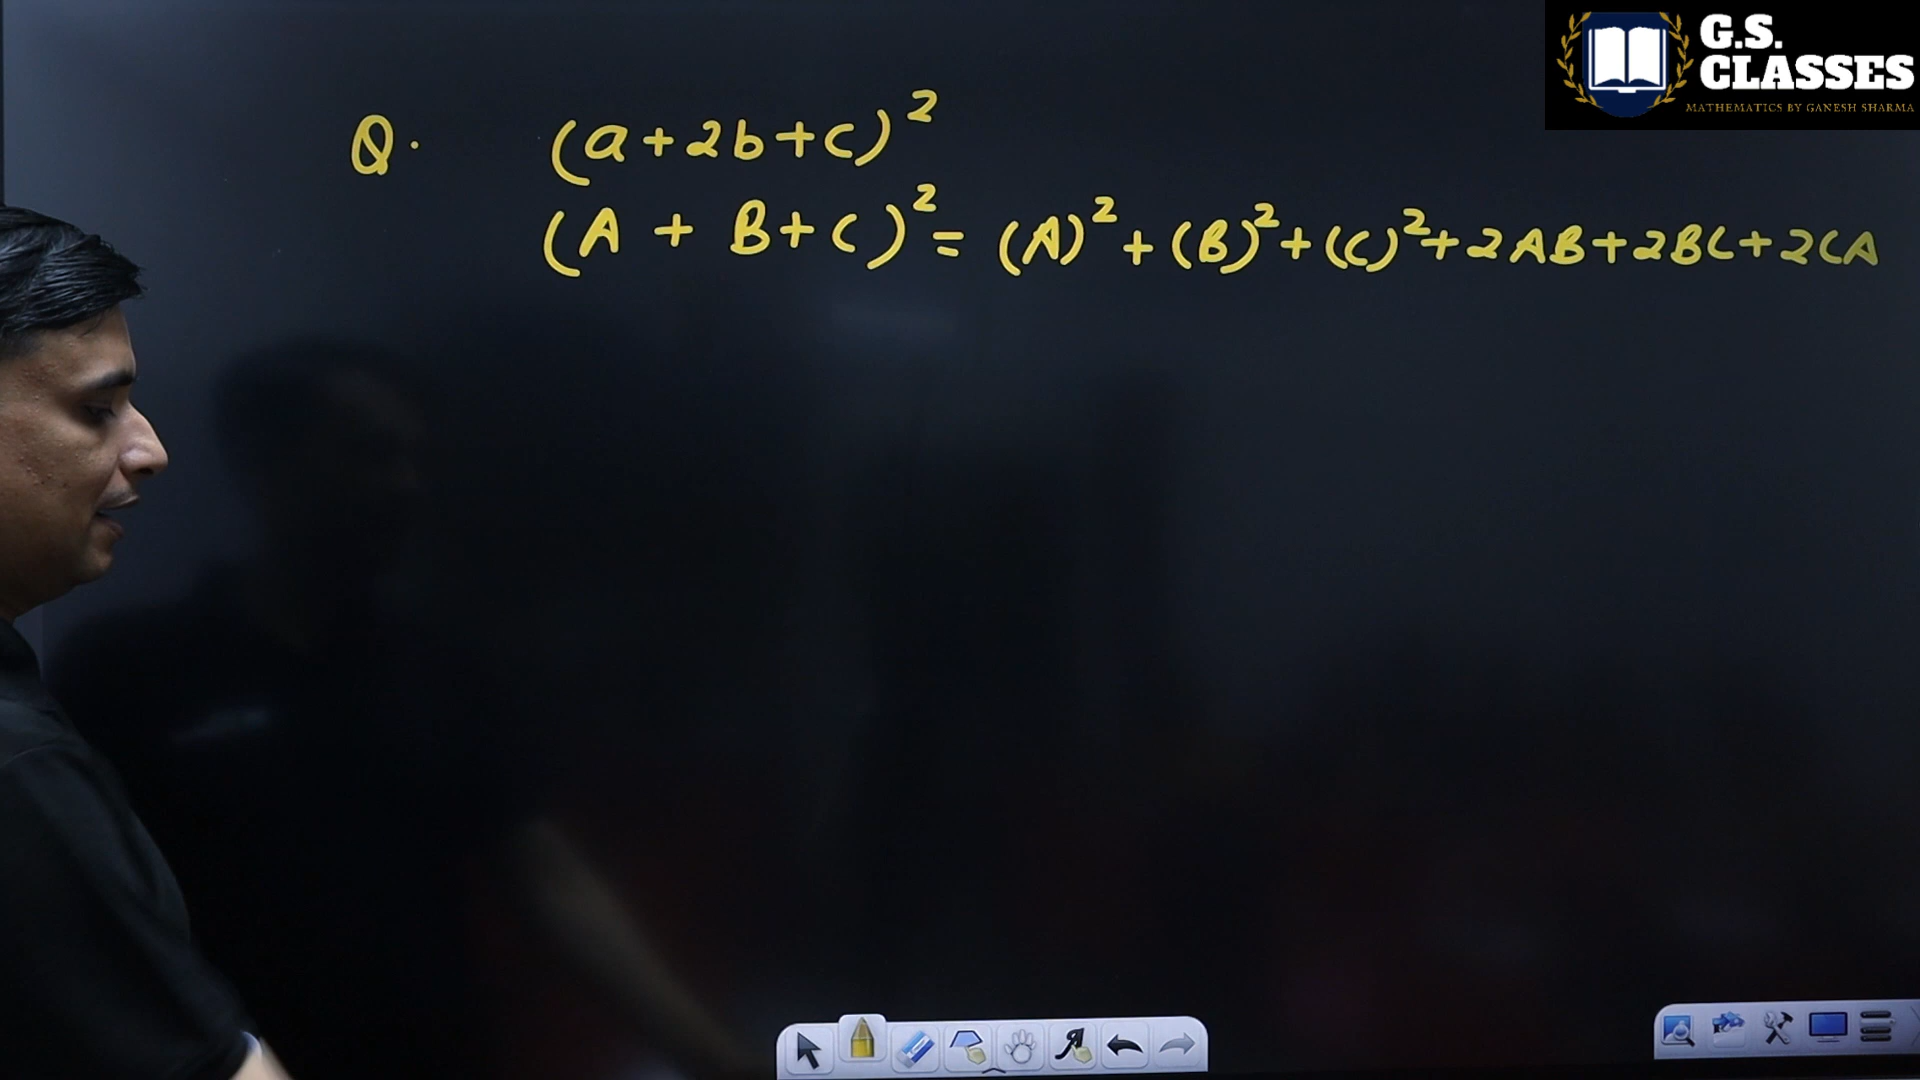 G.S.
CLASSES
MATHEMATICS BY GANESH SHARMA
Q. (a+2b+c)²
(A + B+C)² = (A)² + (B)² + (C)² + 2AB + 2BC + 2CA